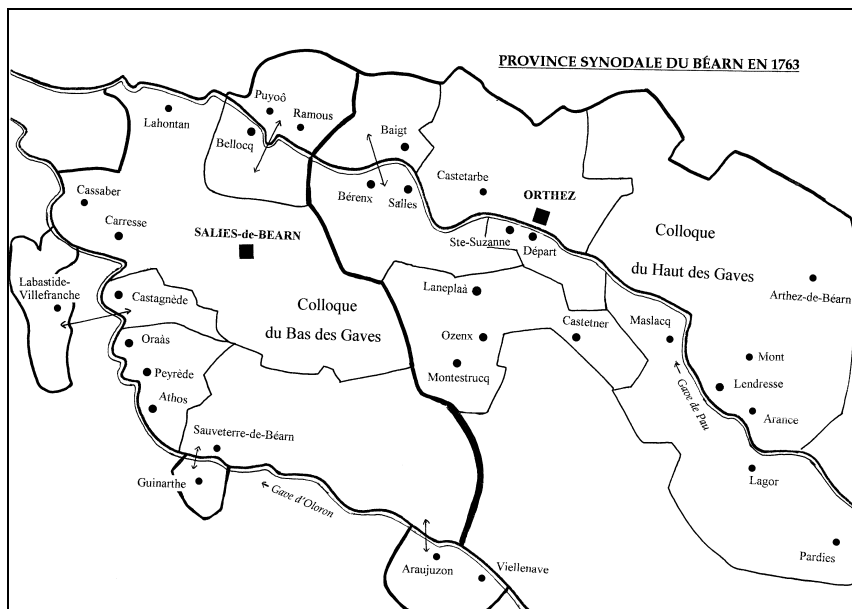 PROVINCE SYNODALE DU BÉARN EN 1763
Puyoô
Ramous
Lahontan
Bellocq
Baigt
Castetarbe
Bérenx
Salles
ORTHEZ
Cassaber
Carresse
SALIES-de-BEARN
Ste-Suzanne
Départ
Colloque
du Haut des Gaves
Arthez-de-Béarn
Labastide-
Villefranche
Castagnède
Laneplaà
Colloque
du Bas des Gaves
Oraàs
Ozenx
Castetner
Maslacq
Peyrède
Montestrucq
Mont
Athos
Lendresse
Gave de Pau
Arance
Sauveterre-de-Béarn
Guinarthe
Gave d'Oloron
Lagor
Pardies
Araujuzon
Viellenave